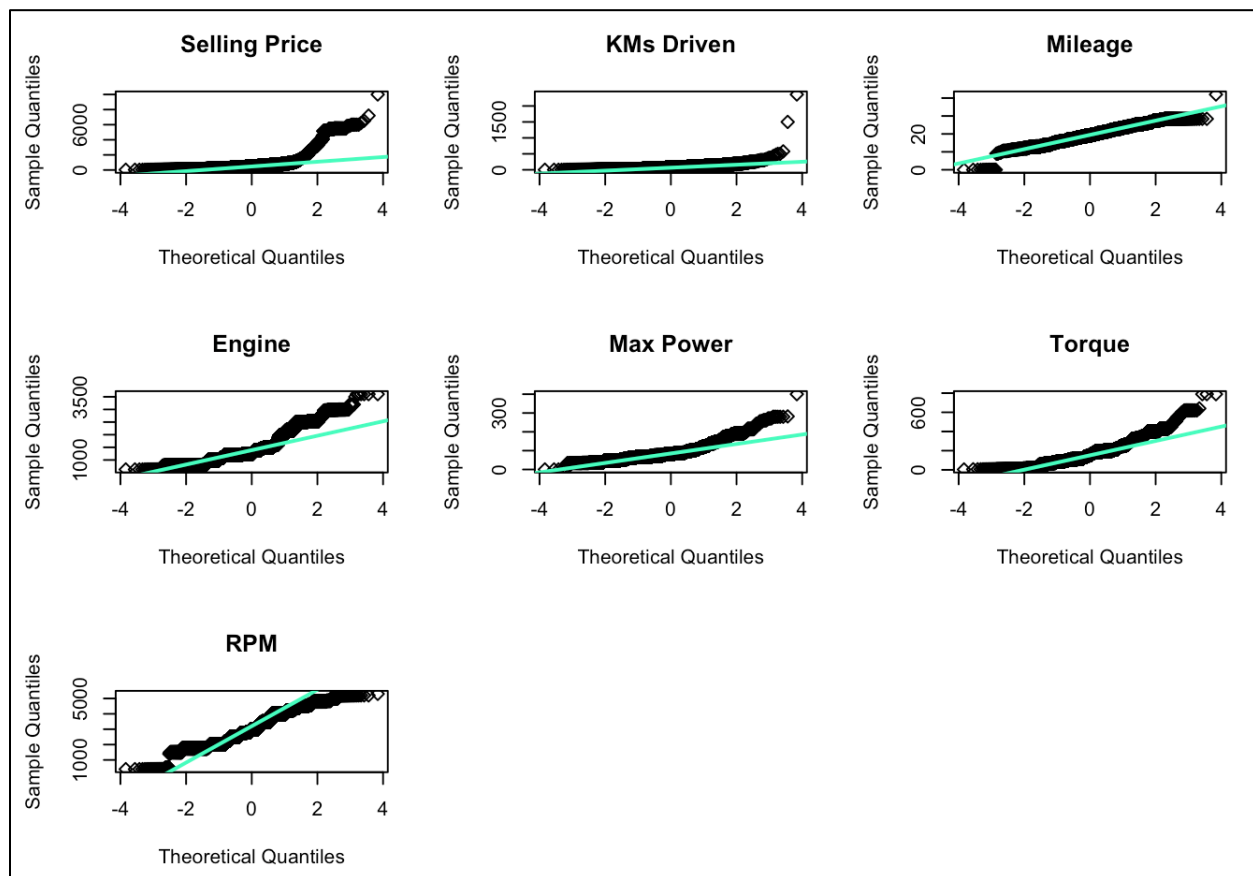 Selling Price
Sample Quantiles
0 6000
-4 -2 0 2 4
Theoretical Quantiles
KMs Driven
Sample Quantiles
0 1500
-4 -2 0 2 4
Theoretical Quantiles
Mileage
Sample Quantiles
0 20
-4 -2 0 2 4
Theoretical Quantiles
Engine
Sample Quantiles
1000 3500
-4 -2 0 2 4
Theoretical Quantiles
Max Power
Sample Quantiles
0 300
-4 -2 0 2 4
Theoretical Quantiles
Torque
Sample Quantiles
0 600
-4 -2 0 2 4
Theoretical Quantiles
RPM
Sample Quantiles
1000 5000
-4 -2 0 2 4
Theoretical Quantiles